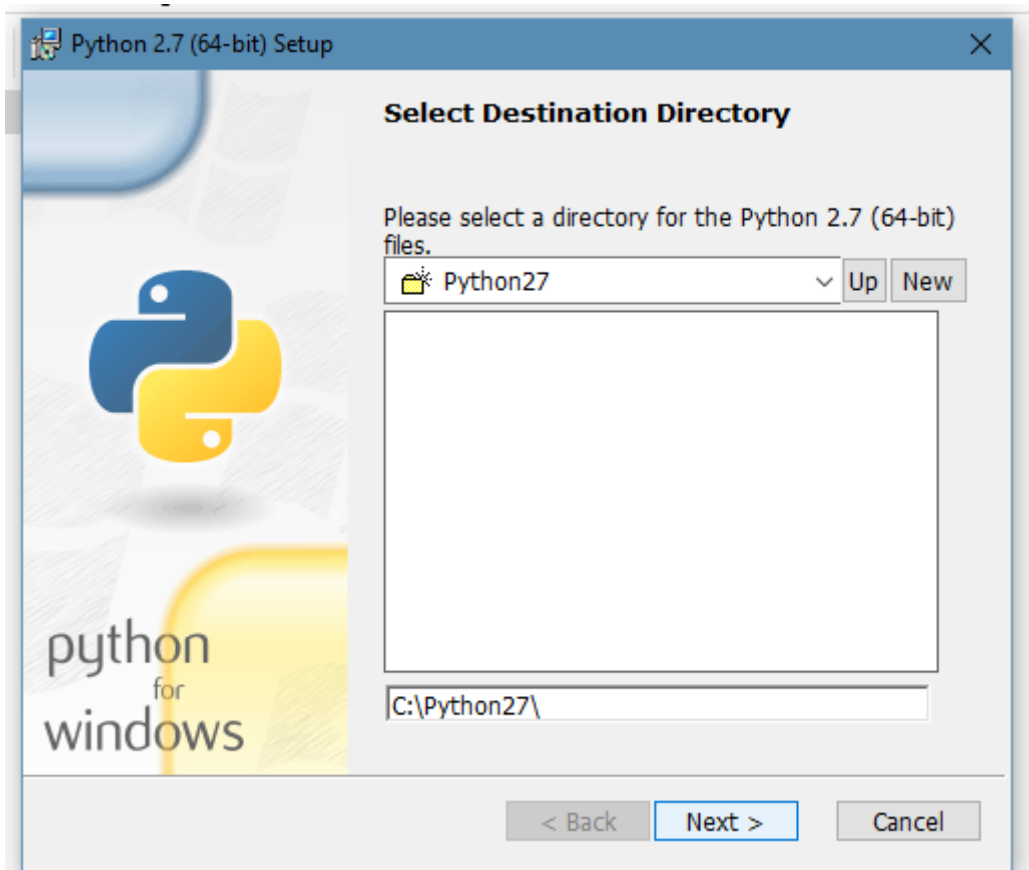 Python 2.7 (64-bit) Setup
Select Destination Directory
Please select a directory for the Python 2.7 (64-bit)
files.
Python27
Up
New
C:\Python27\
python
for
windows
< Back
Next >
Cancel